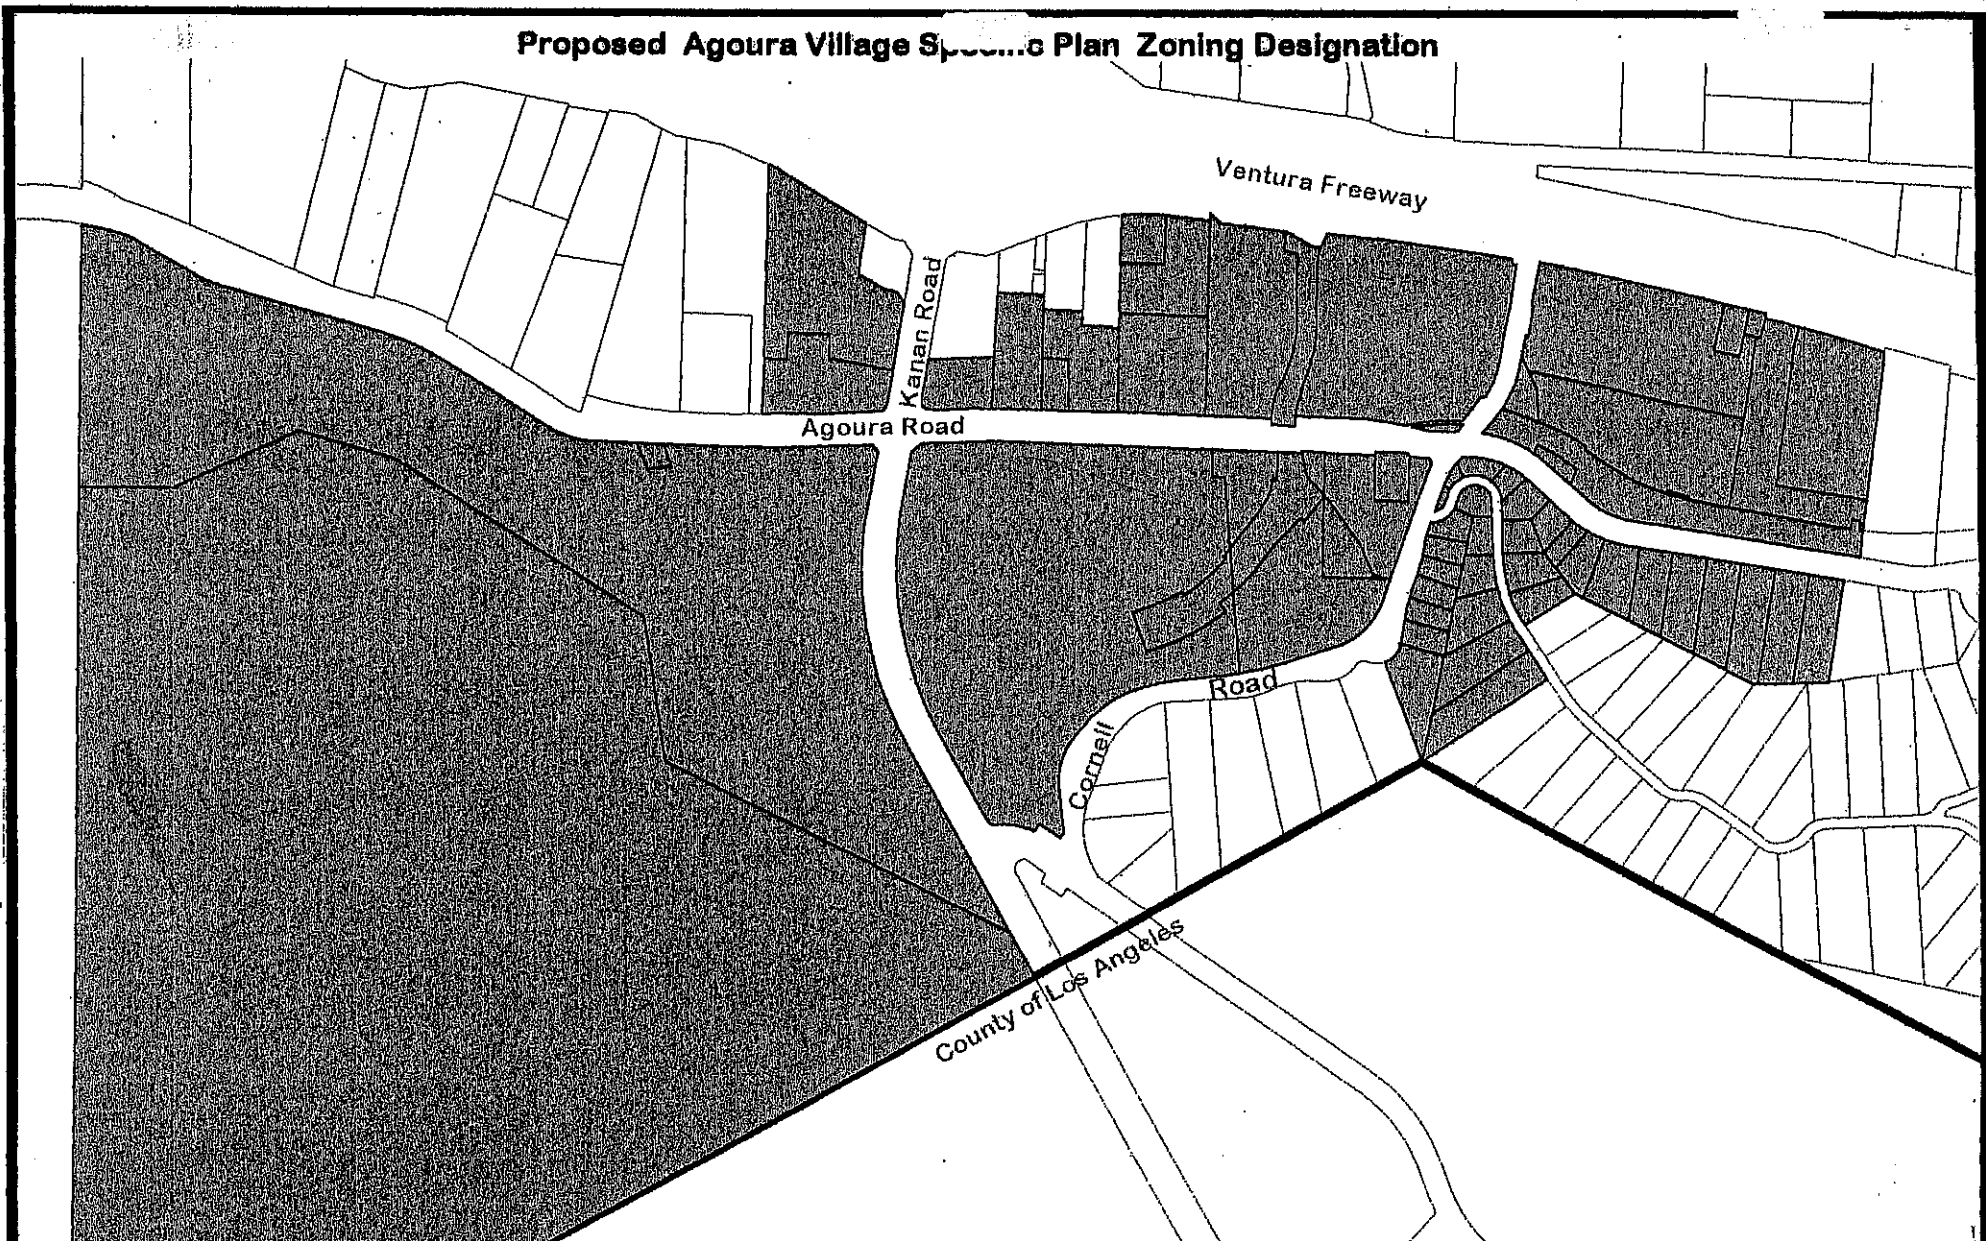 Proposed Agoura Village Plan Zoning Designation
Ventura Freeway
Kanan Road
Agoura Road
Road
Cornell
County of Los Angeles